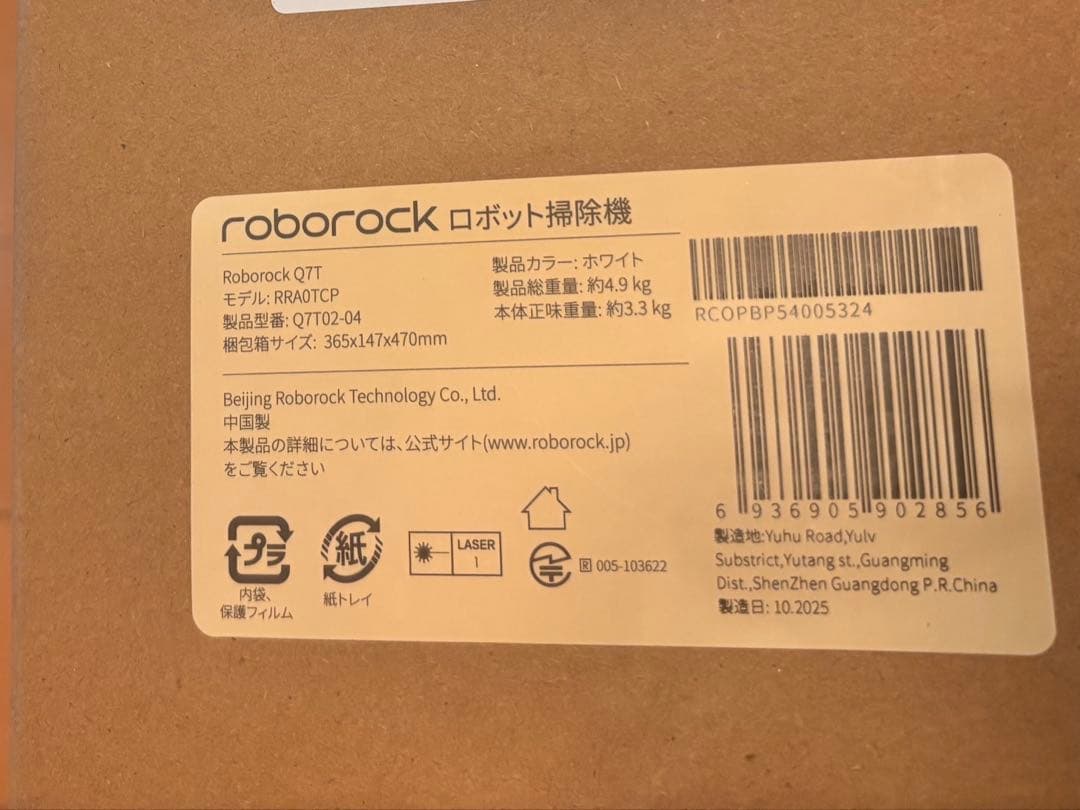 roborock ロボット掃除機
Roborock Q7T
モデル: RRA0TCP
製品型番: Q7T02-04
梱包箱サイズ: 365x147x470mm
製品カラー: ホワイト
製品総重量: 約4.9 kg
本体正味重量: 約3.3 kg
RCOPBP54005324
Beijing Roborock Technology Co., Ltd.
中国製
本製品の詳細については、公式サイト(www.roborock.jp)
をご覧ください
6 936905 902856
製造地:Yuhu Road,Yulv
Substrict,Yutang st.,Guangming
Dist.,ShenZhen Guangdong P.R.China
製造日: 10.2025
プラ
内袋、
保護フィルム
紙
紙トレイ
LASER
1
R 005-103622